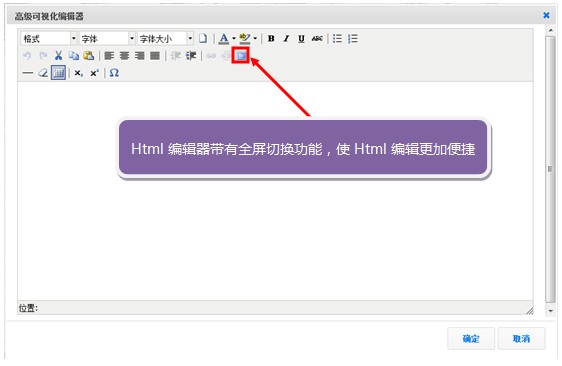 高级可视化编辑器
格式 字体 字体大小 A B I U ABC
x₂ x² Ω
Html 编辑器带有全屏切换功能，使 Html 编辑更加便捷
位置:
确定 取消